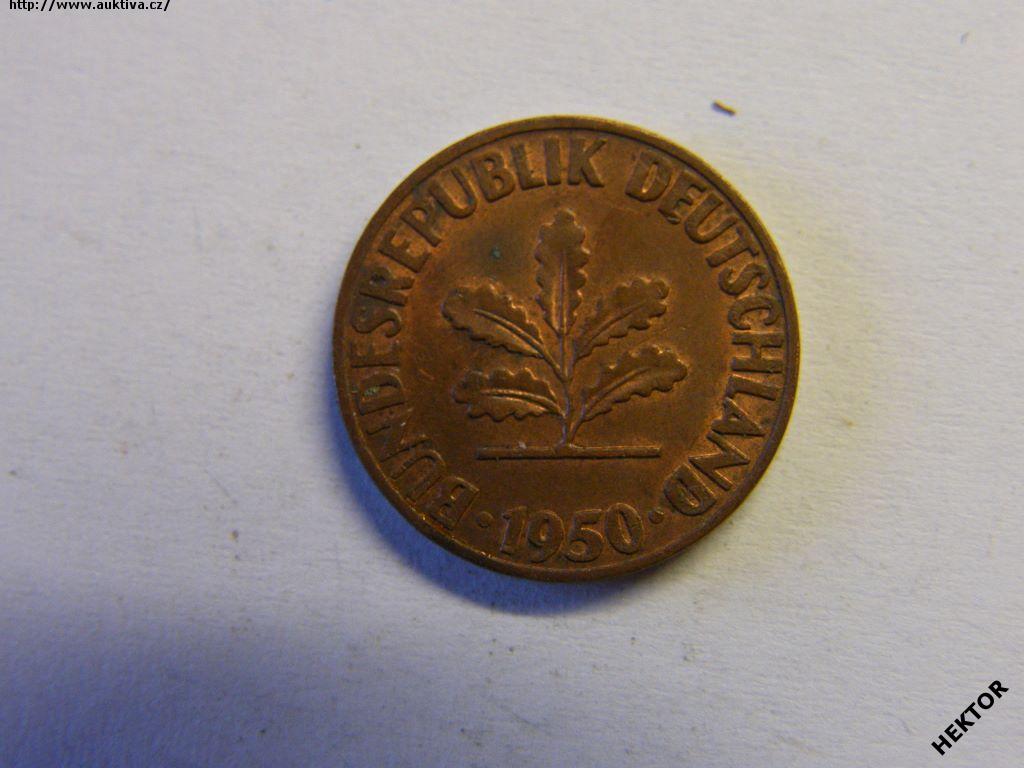 http://www.auktiva.cz/
BUNDESREPUBLIK DEUTSCHLAND
· 1950 ·
HEKTOR